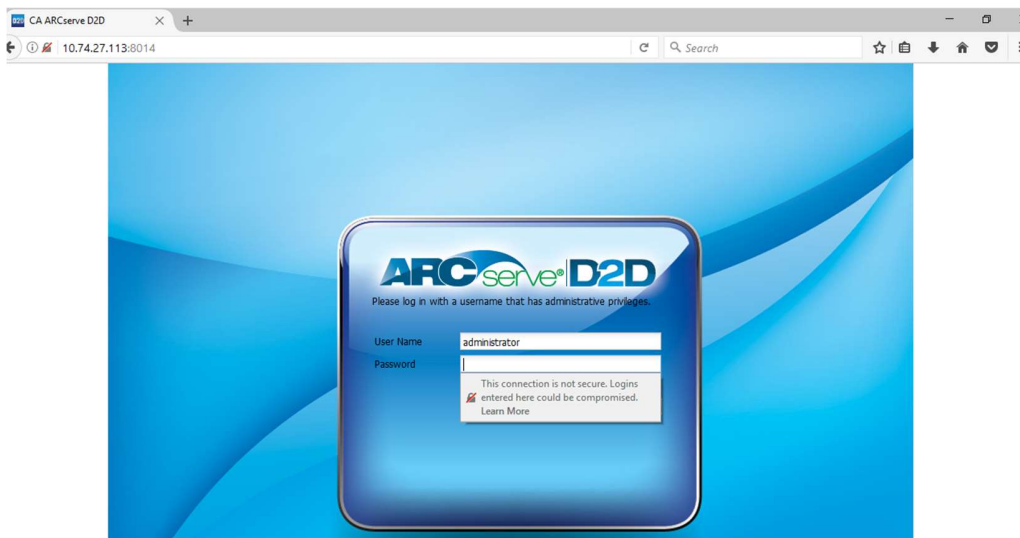 CA ARCserve D2D
10.74.27.113:8014
Search
ARCserve® D2D
Please log in with a username that has administrative privileges.
User Name administrator
Password
This connection is not secure. Logins
entered here could be compromised.
Learn More